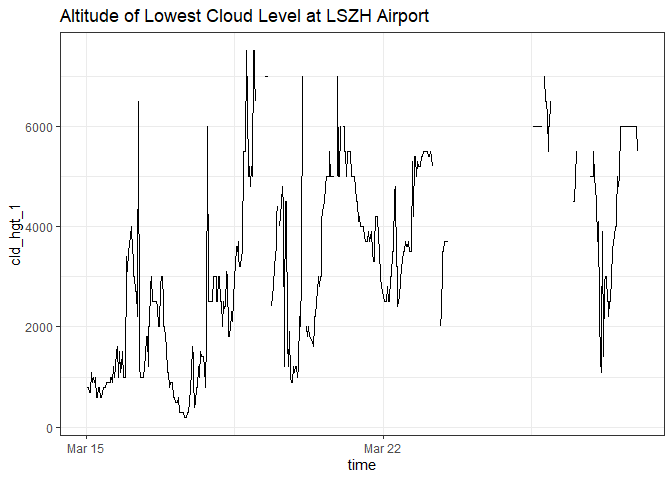 Altitude of Lowest Cloud Level at LSZH Airport
cld_hgt_1
6000
4000
2000
0
Mar 15
Mar 22
time